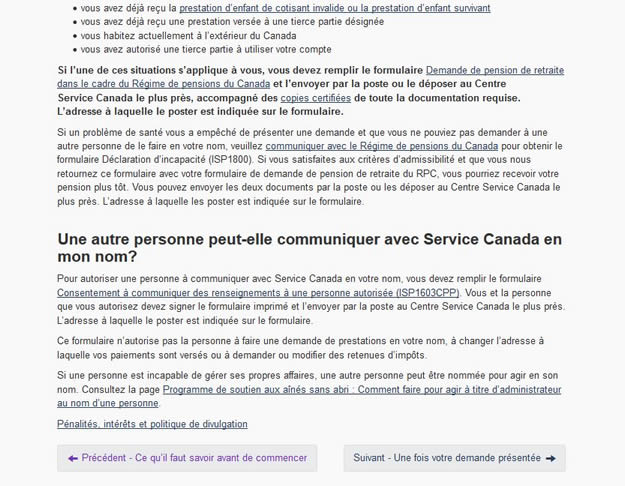 • vous avez déjà reçu la prestation d'enfant de cotisant invalide ou la prestation d'enfant survivant
• vous avez déjà reçu une prestation versée à une tierce partie désignée
• vous habitez actuellement à l'extérieur du Canada
• vous avez autorisé une tierce partie à utiliser votre compte
Si l'une de ces situations s'applique à vous, vous devez remplir le formulaire Demande de pension de retraite
dans le cadre du Régime de pensions du Canada et l'envoyer par la poste ou le déposer au Centre
Service Canada le plus près, accompagné des copies certifiées de toute la documentation requise.
L'adresse à laquelle le poster est indiquée sur le formulaire.
Si un problème de santé vous a empêché de présenter une demande et que vous ne pouviez pas demander à une
autre personne de le faire en votre nom, veuillez communiquer avec le Régime de pensions du Canada pour obtenir le
formulaire Déclaration d'incapacité (ISP1800). Si vous satisfaites aux critères d'admissibilité et que vous nous
retournez ce formulaire avec votre formulaire de demande de pension de retraite du RPC, vous pourriez recevoir votre
pension plus tôt. Vous pouvez envoyer les deux documents par la poste ou les déposer au Centre Service Canada le
plus près. L'adresse à laquelle les poster est indiquée sur le formulaire.
Une autre personne peut-elle communiquer avec Service Canada en
mon nom?
Pour autoriser une personne à communiquer avec Service Canada en votre nom, vous devez remplir le formulaire
Consentement à communiquer des renseignements à une personne autorisée (ISP1603CPP). Vous et la personne
que vous autorisez devez signer le formulaire imprimé et l'envoyer par la poste au Centre Service Canada le plus près.
L'adresse à laquelle le poster est indiquée sur le formulaire.
Ce formulaire n'autorise pas la personne à faire une demande de prestations en votre nom, à changer l'adresse à
laquelle vos paiements sont versés ou à demander ou modifier des retenues d'impôts.
Si une personne est incapable de gérer ses propres affaires, une autre personne peut être nommée pour agir en son
nom. Consultez la page Programme de soutien aux aînés sans abri : Comment faire pour agir à titre d'administrateur
au nom d'une personne.
Pénalités, intérêts et politique de divulgation
Précédent - Ce qu'il faut savoir avant de commencer
Suivant - Une fois votre demande présentée